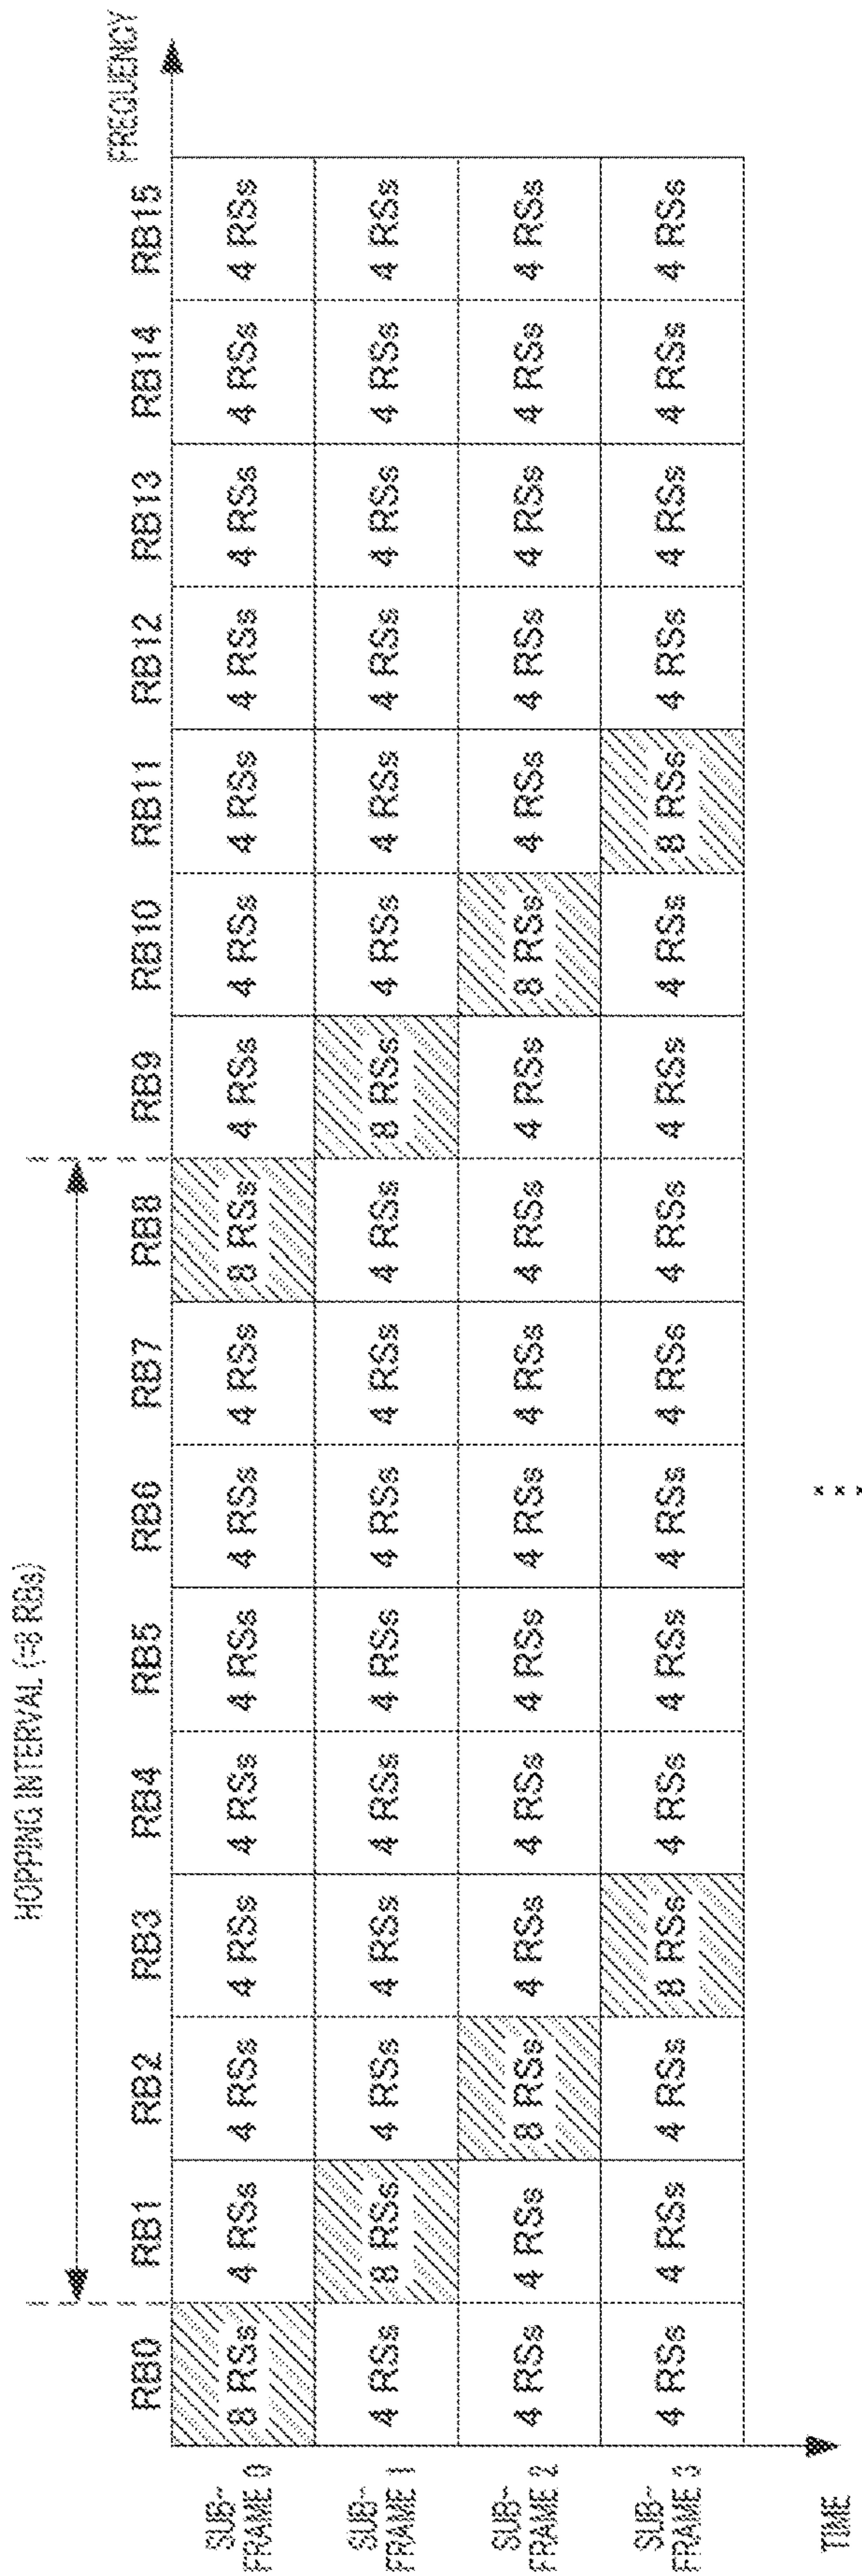 HOPPING INTERVAL (=8 RBs)
FREQUENCY
RB0 RB1 RB2 RB3 RB4 RB5 RB6 RB7 RB8 RB9 RB10 RB11 RB12 RB13 RB14 RB15
SUB-
FRAME 0
8 RSs 4 RSs 4 RSs 4 RSs 4 RSs 4 RSs 4 RSs 4 RSs 8 RSs 4 RSs 4 RSs 4 RSs 4 RSs 4 RSs 4 RSs 4 RSs
SUB-
FRAME 1
4 RSs 8 RSs 4 RSs 4 RSs 4 RSs 4 RSs 4 RSs 4 RSs 4 RSs 8 RSs 4 RSs 4 RSs 4 RSs 4 RSs 4 RSs 4 RSs
SUB-
FRAME 2
4 RSs 4 RSs 8 RSs 4 RSs 4 RSs 4 RSs 4 RSs 4 RSs 4 RSs 4 RSs 8 RSs 4 RSs 4 RSs 4 RSs 4 RSs 4 RSs
SUB-
FRAME 3
4 RSs 4 RSs 4 RSs 8 RSs 4 RSs 4 RSs 4 RSs 4 RSs 4 RSs 4 RSs 4 RSs 8 RSs 4 RSs 4 RSs 4 RSs 4 RSs
TIME